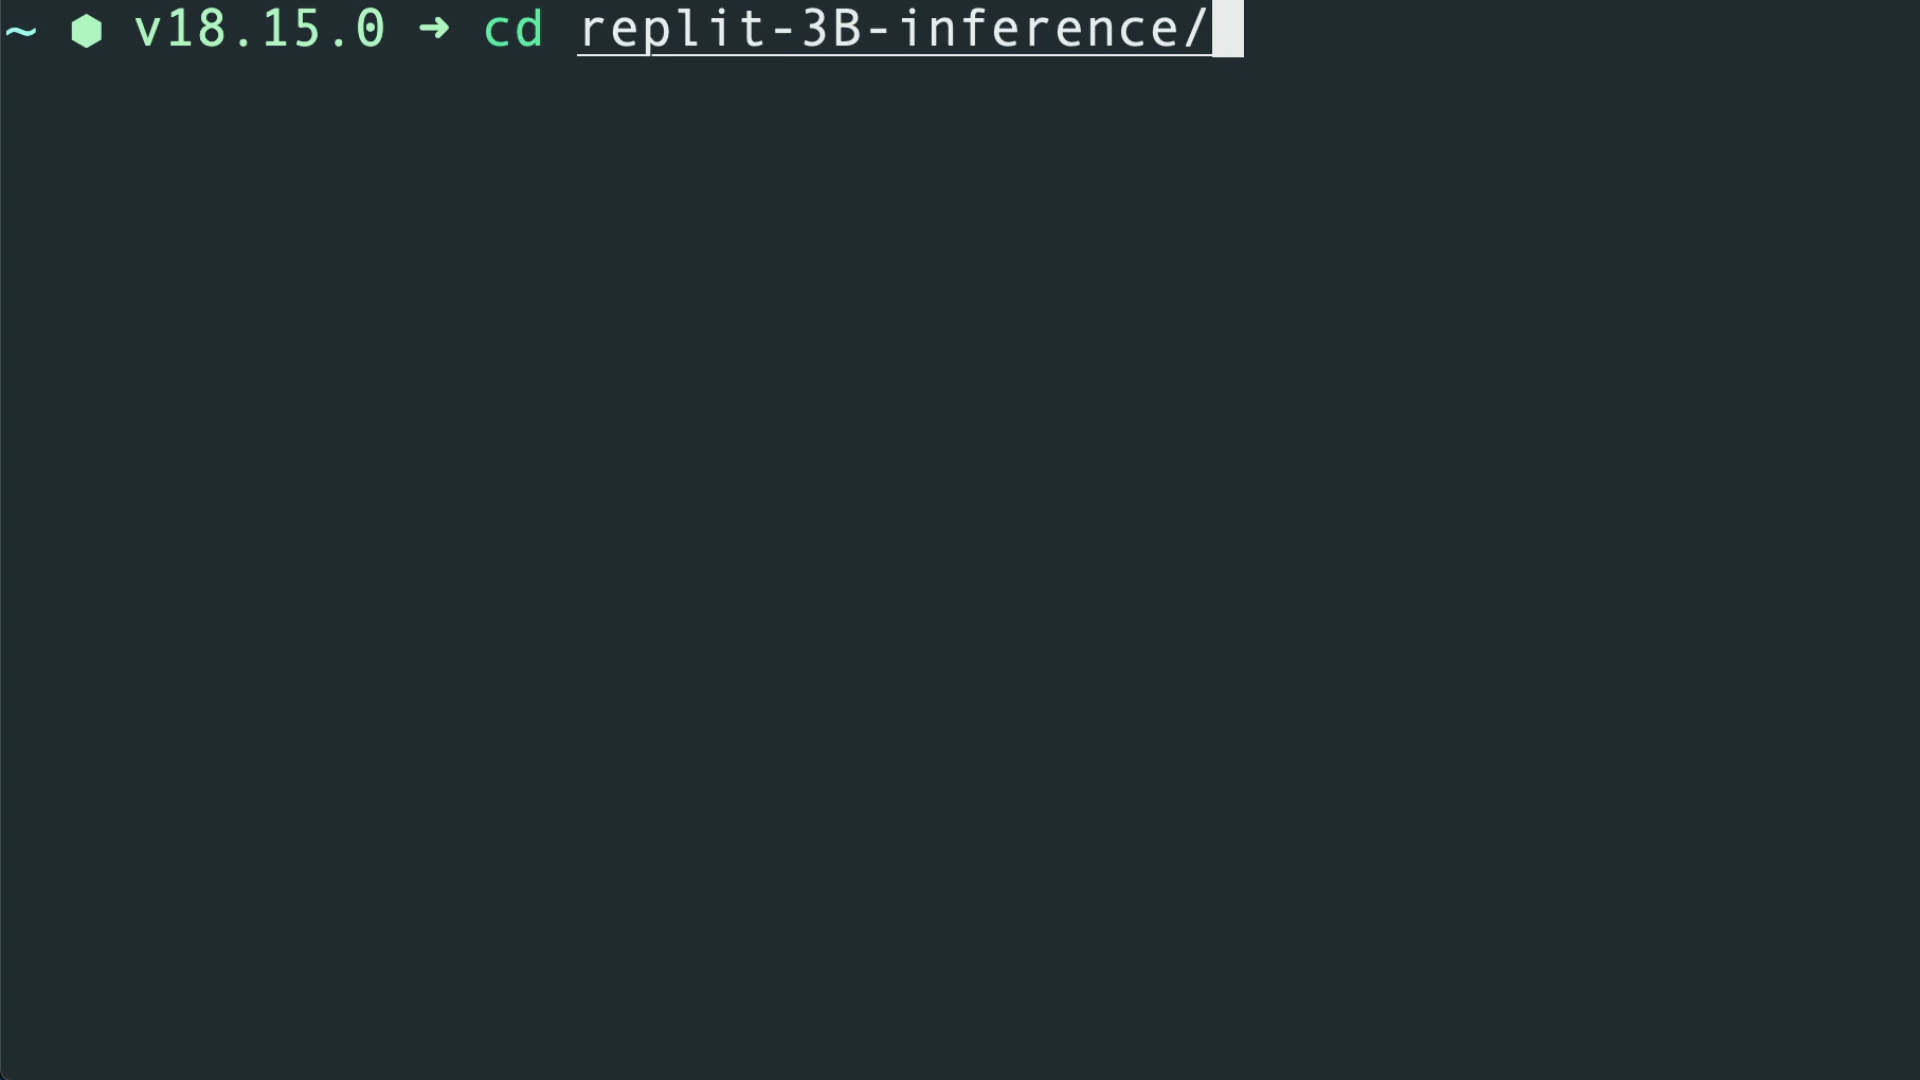 ~ ⬢ v18.15.0 ➜ cd replit-3B-inference/